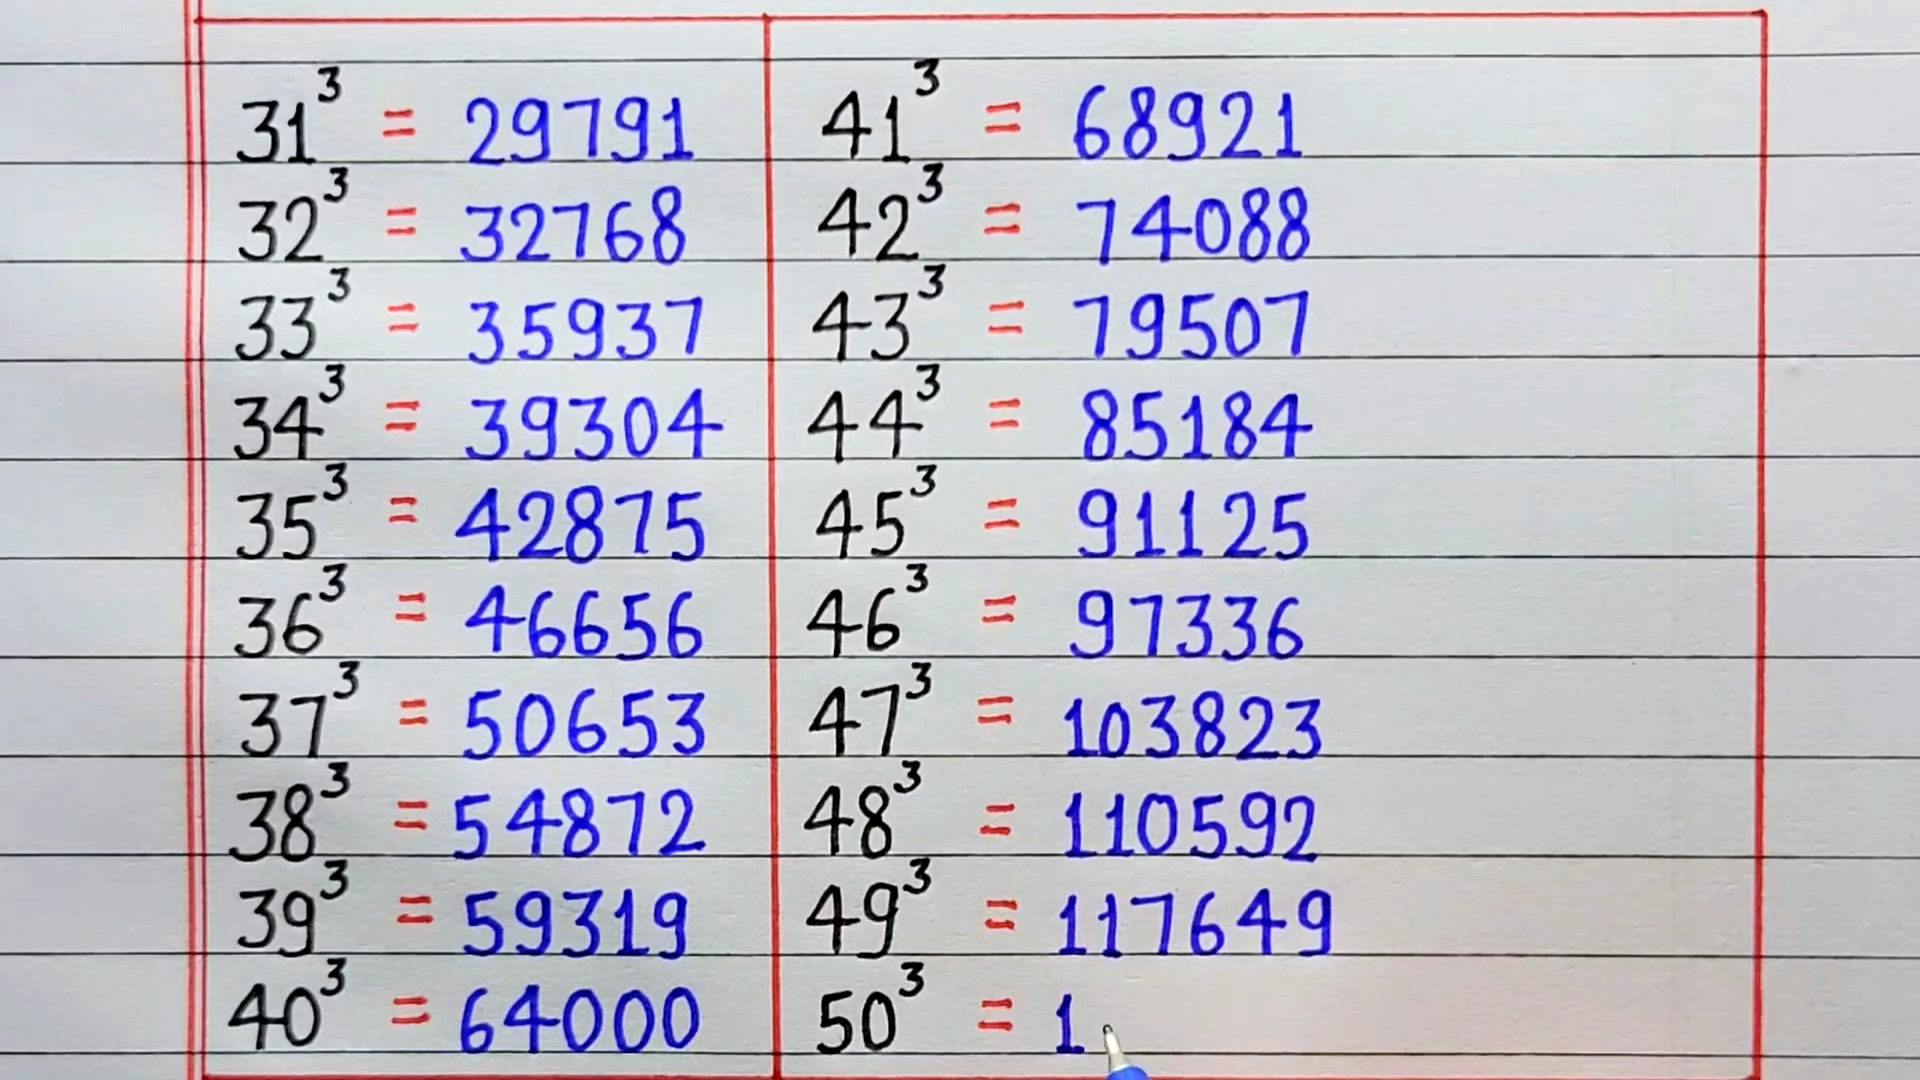 31³ = 29791
32³ = 32768
33³ = 35937
34³ = 39304
35³ = 42875
36³ = 46656
37³ = 50653
38³ = 54872
39³ = 59319
40³ = 64000
41³ = 68921
42³ = 74088
43³ = 79507
44³ = 85184
45³ = 91125
46³ = 97336
47³ = 103823
48³ = 110592
49³ = 117649
50³ = 1